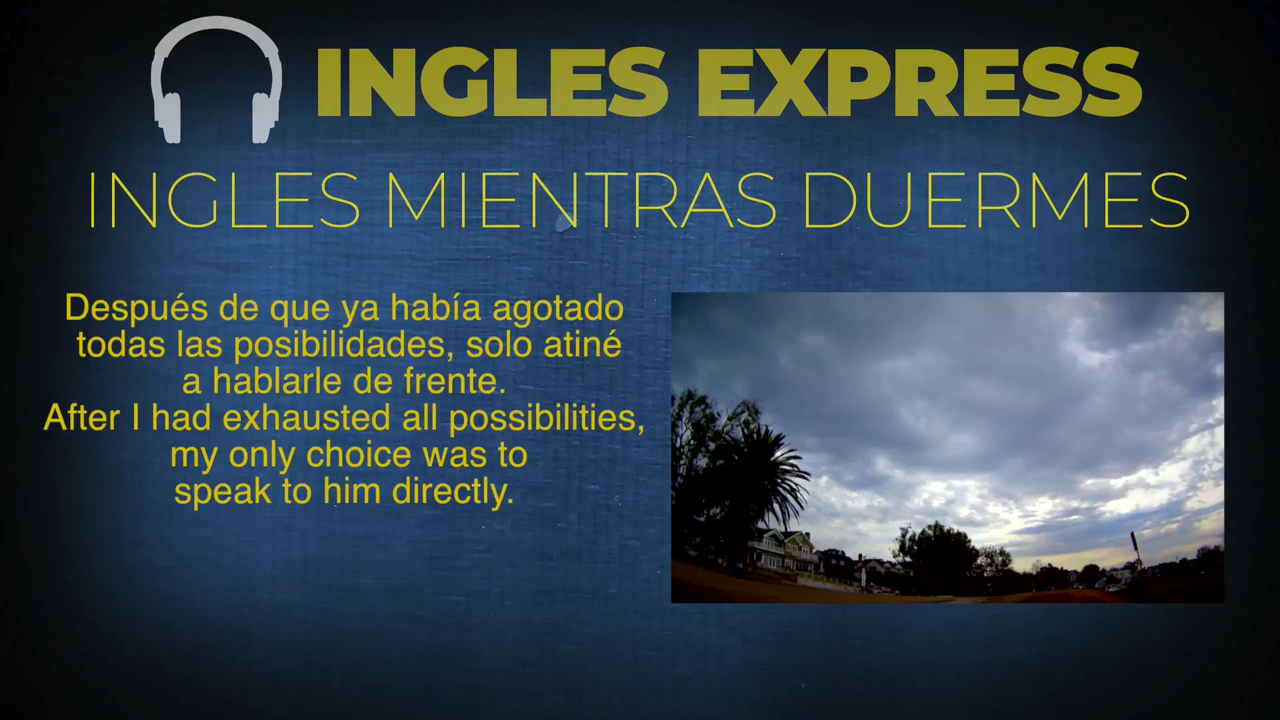 INGLES EXPRESS
INGLES MIENTRAS DUERMES
Después de que ya había agotado
todas las posibilidades, solo atiné
a hablarle de frente.
After I had exhausted all possibilities,
my only choice was to
speak to him directly.